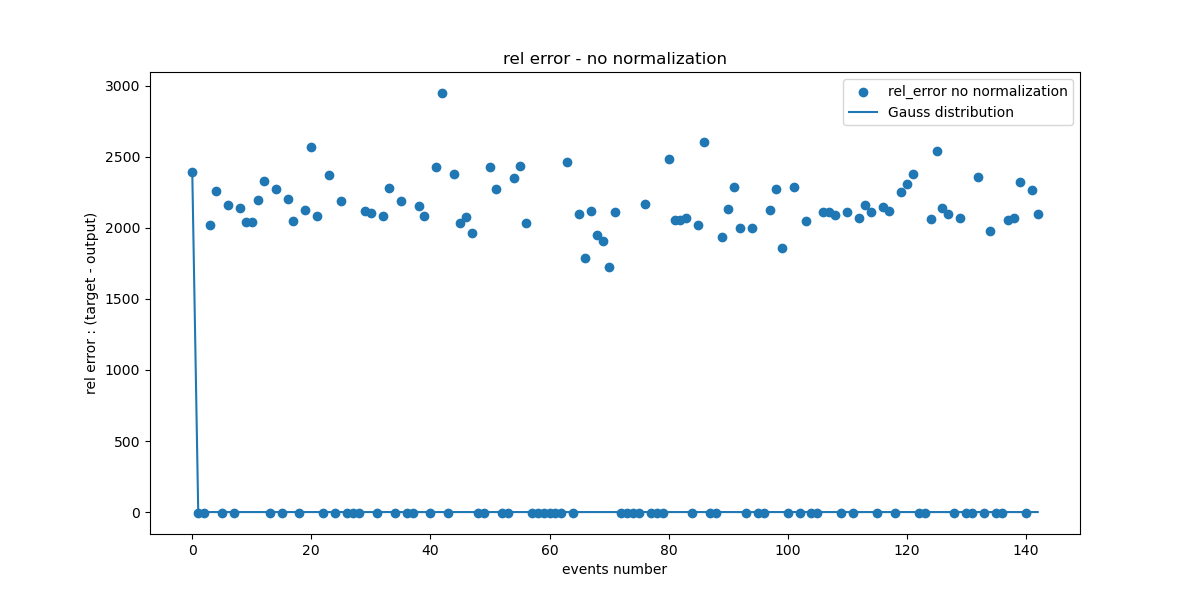 rel error - no normalization
rel_error no normalization
Gauss distribution
rel error : (target - output)
3000
2500
2000
1500
1000
500
0
0 20 40 60 80 100 120 140
events number